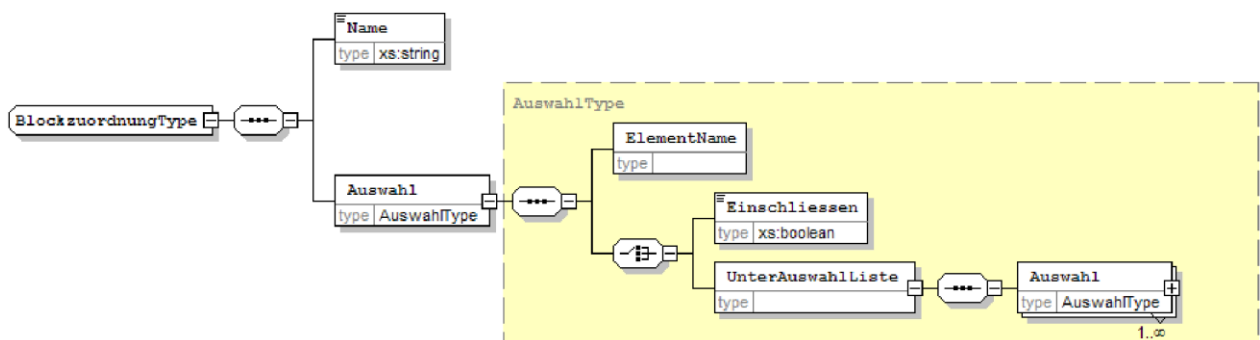 Name
type xs:string
AuswahlType
BlockzuordnungType
ElementName
type
Auswahl
type AuswahlType
Einschliessen
type xs:boolean
UnterAuswahlListe
type
Auswahl
type AuswahlType
1..∞